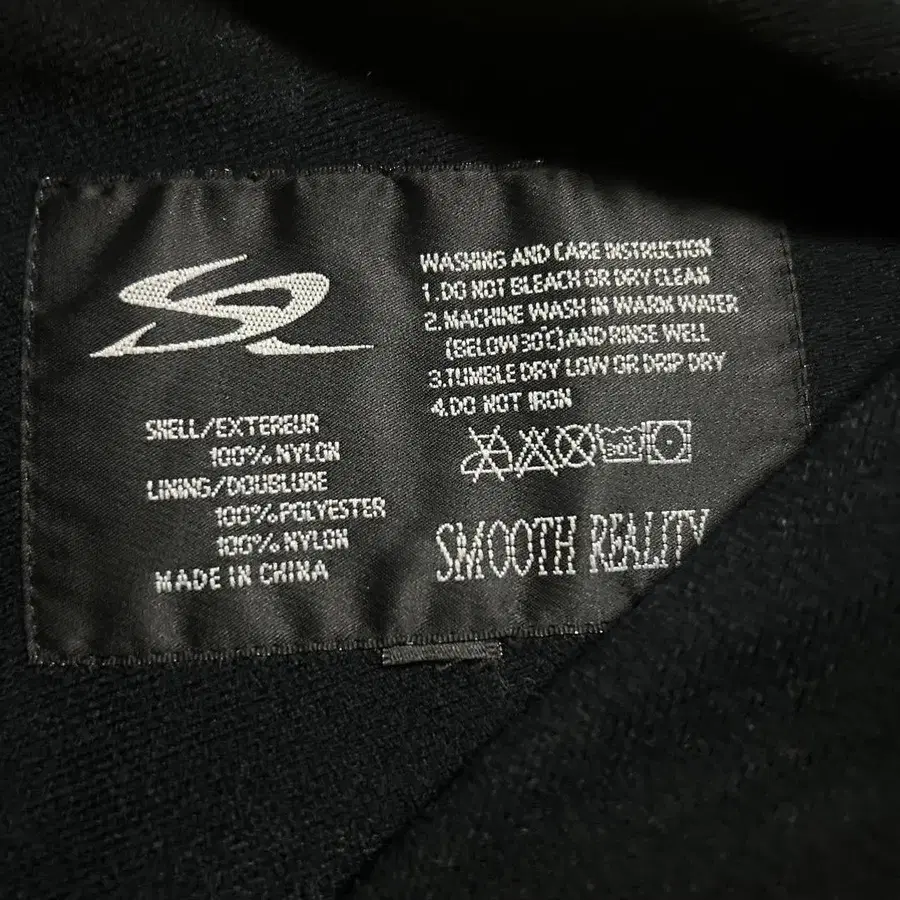 SHELL/EXTEREUR
100% NYLON
LINING/DOUBLURE
100% POLYESTER
100% NYLON
MADE IN CHINA
WASHING AND CARE INSTRUCTION
1.DO NOT BLEACH OR DRY CLEAN
2.MACHINE WASH IN WARM WATER
(BELOW 30°C) AND RINSE WELL
3.TUMBLE DRY LOW OR DRIP DRY
4.DO NOT IRON
30°C
SMOOTH REALITY